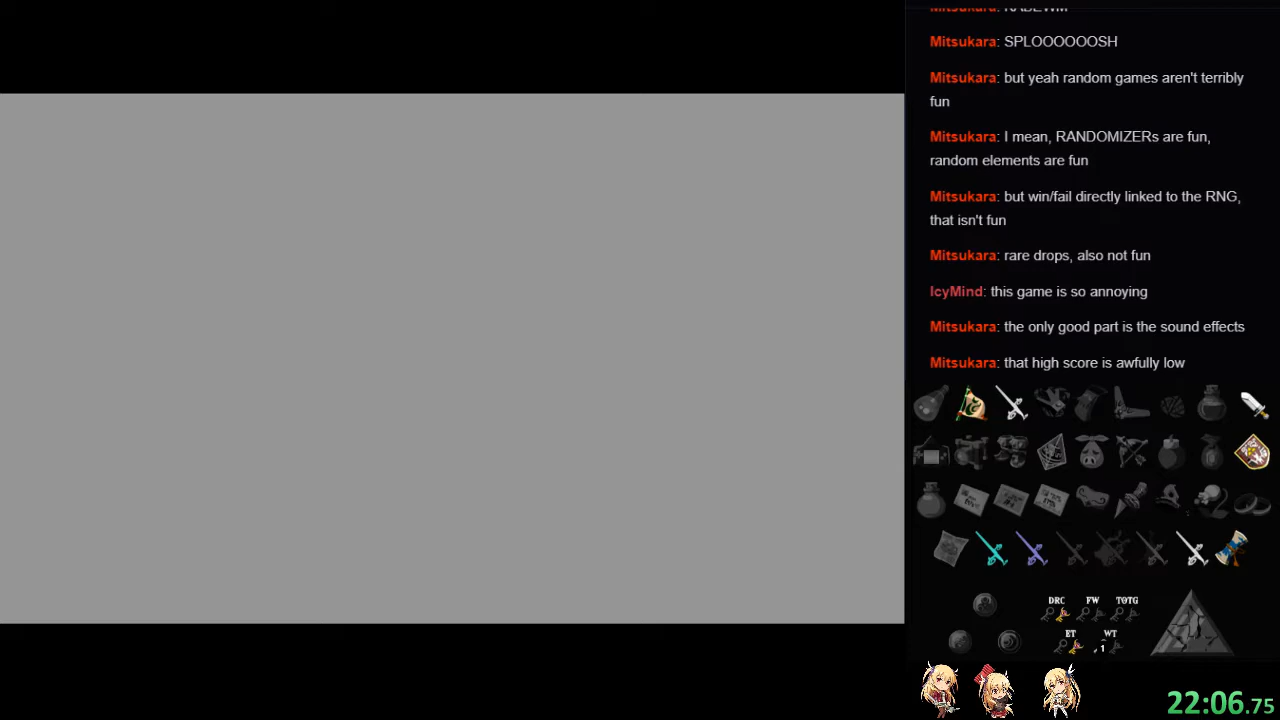 Mitsukara: SPLOOOOOOSH
Mitsukara: but yeah random games aren't terribly
fun
Mitsukara: I mean, RANDOMIZERs are fun,
random elements are fun
Mitsukara: but win/fail directly linked to the RNG,
that isn't fun
Mitsukara: rare drops, also not fun
IcyMind: this game is so annoying
Mitsukara: the only good part is the sound effects
Mitsukara: that high score is awfully low
DRC FW TOTG
ET WT
1
22:06.75